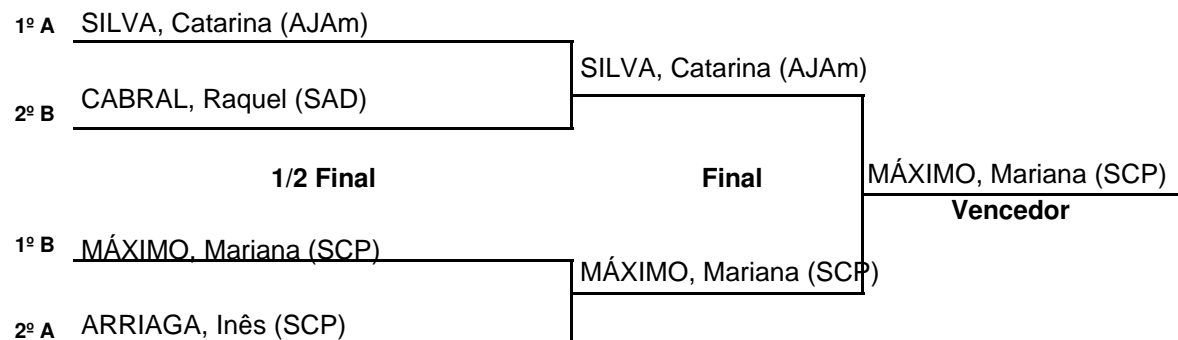 1º A SILVA, Catarina (AJAm)
SILVA, Catarina (AJAm)
2º B CABRAL, Raquel (SAD)
1/2 Final Final MÁXIMO, Mariana (SCP)
Vencedor
1º B MÁXIMO, Mariana (SCP)
MÁXIMO, Mariana (SCP)
2º A ARRIAGA, Inês (SCP)